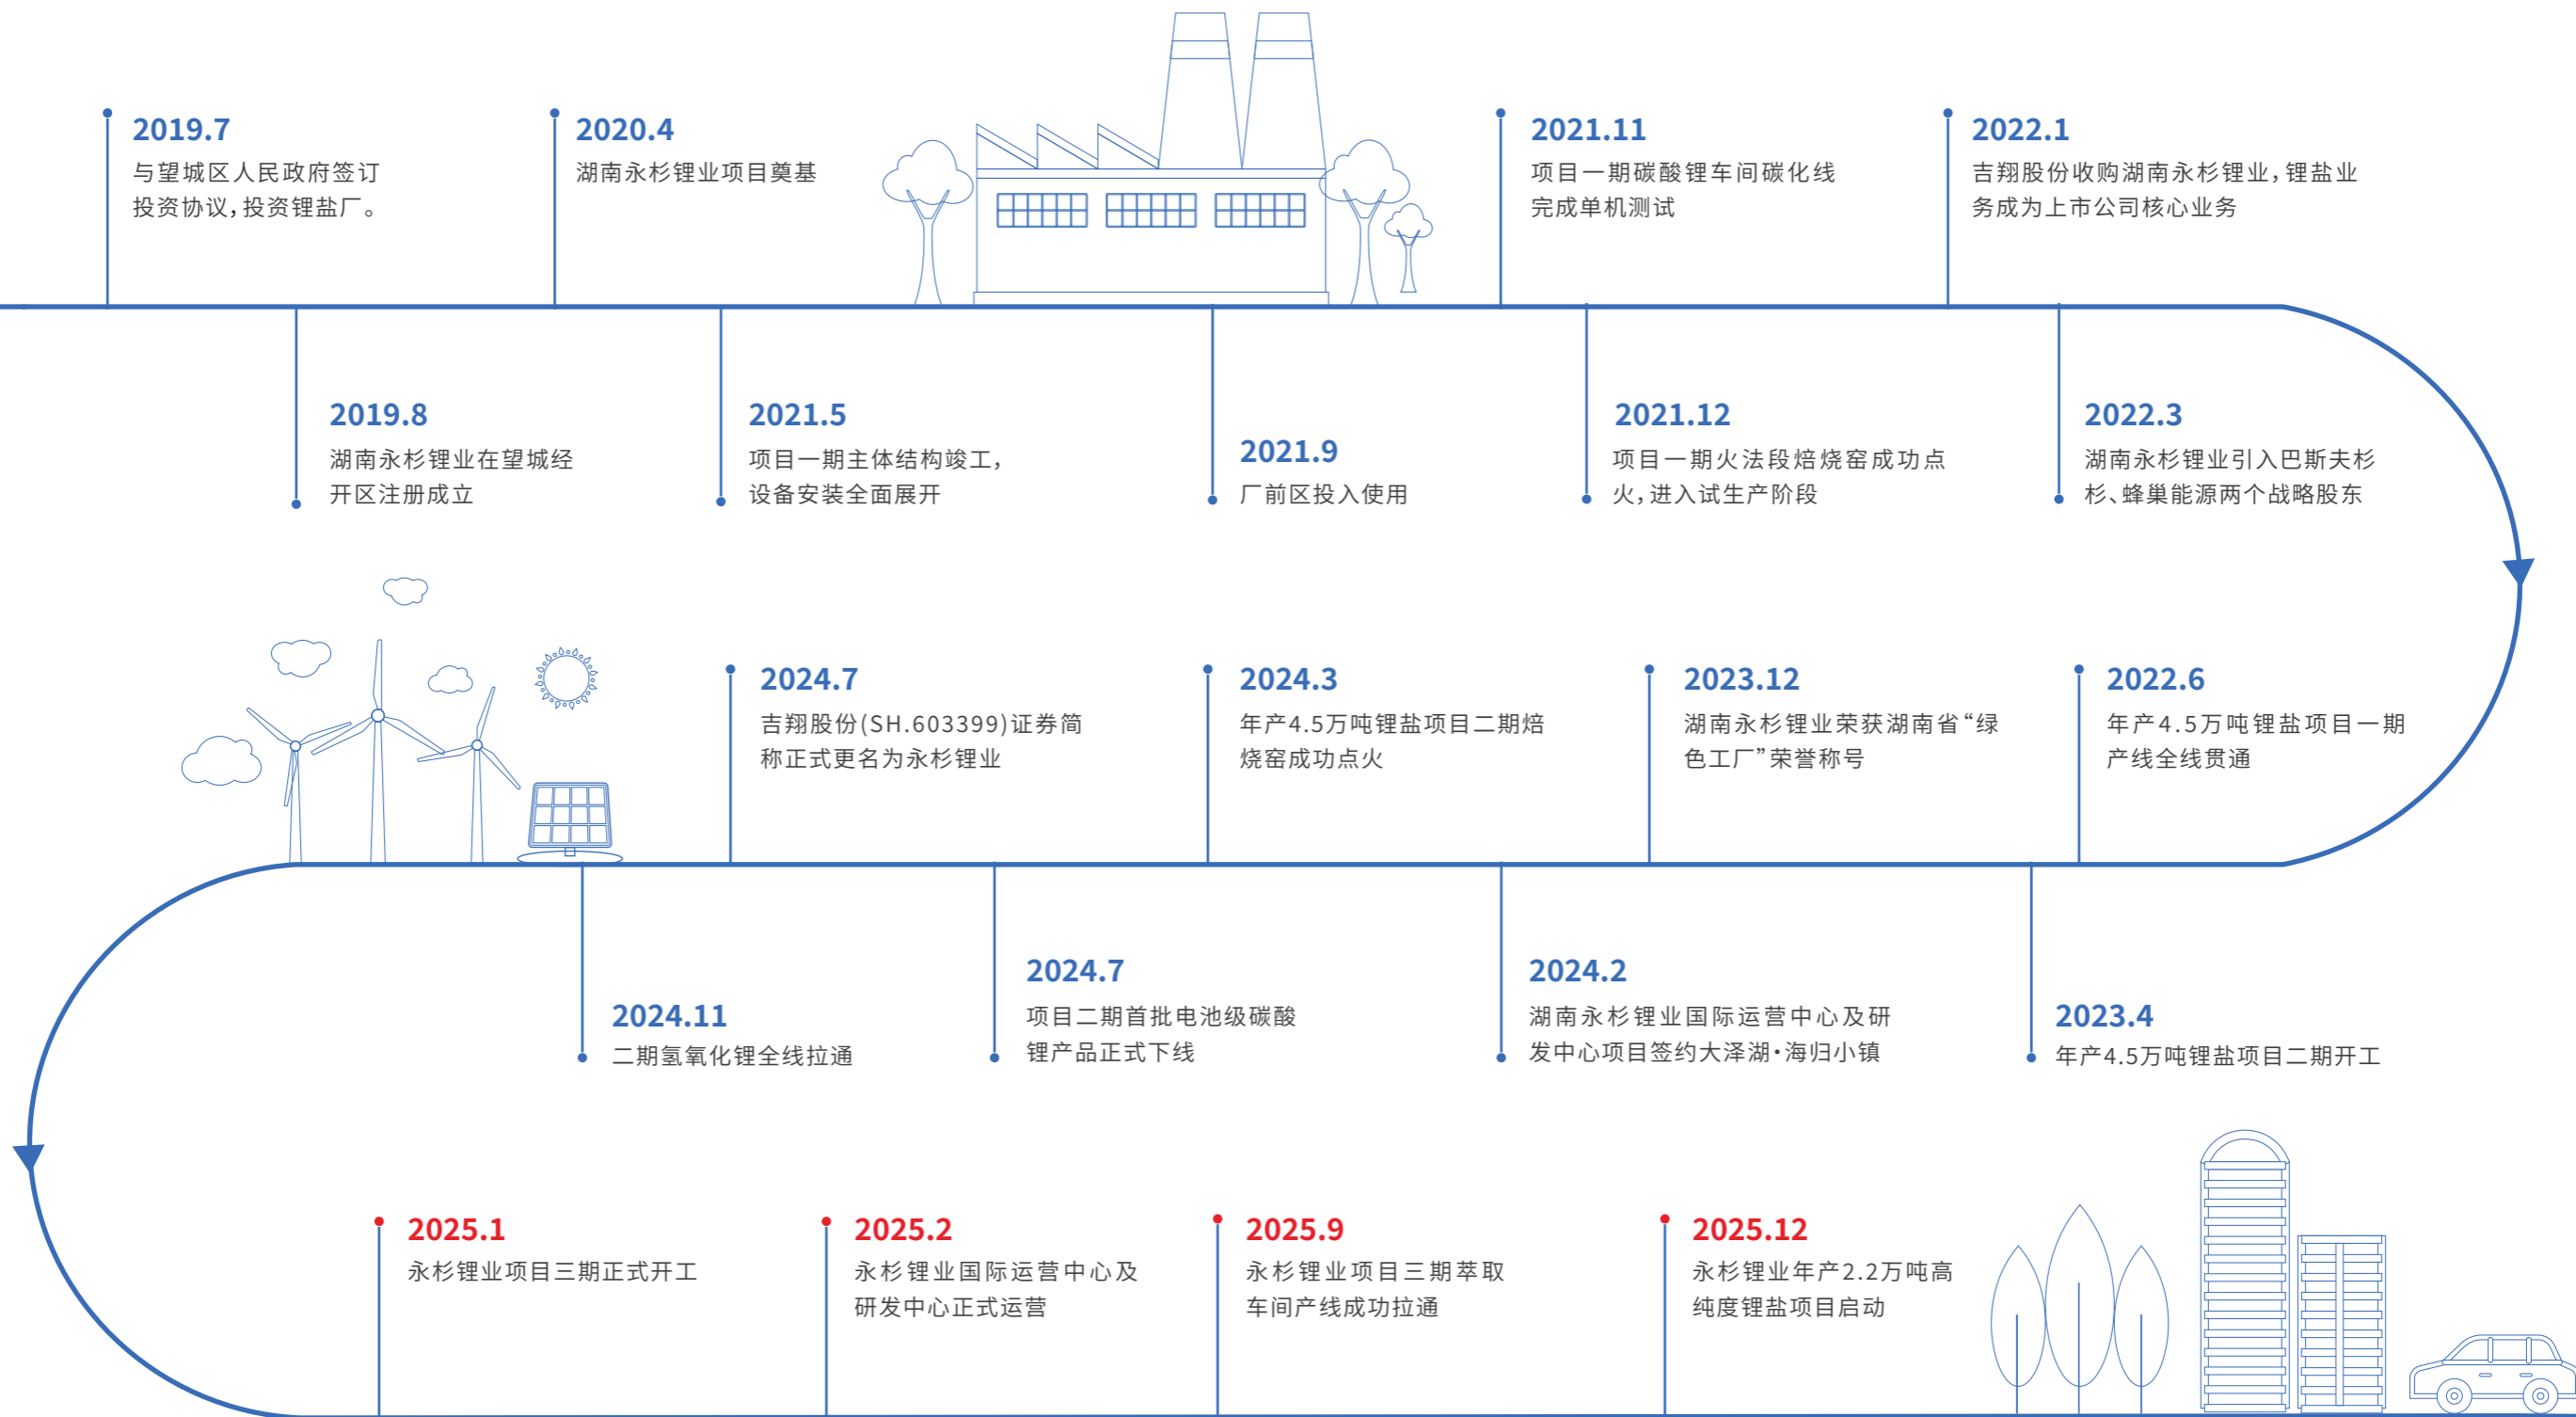 2019.7
与望城区人民政府签订
投资协议,投资锂盐厂。
2019.8
湖南永杉锂业在望城经
开区注册成立
2020.4
湖南永杉锂业项目奠基
2021.5
项目一期主体结构竣工,
设备安装全面展开
2021.9
厂前区投入使用
2021.11
项目一期碳酸锂车间碳化线
完成单机测试
2021.12
项目一期火法段焙烧窑成功点
火,进入试生产阶段
2022.1
吉翔股份收购湖南永杉锂业,锂盐业
务成为上市公司核心业务
2022.3
湖南永杉锂业引入巴斯夫杉
杉、蜂巢能源两个战略股东
2022.6
年产4.5万吨锂盐项目一期
产线全线贯通
2023.4
年产4.5万吨锂盐项目二期开工
2023.12
湖南永杉锂业荣获湖南省“绿
色工厂”荣誉称号
2024.2
湖南永杉锂业国际运营中心及研
发中心项目签约大泽湖·海归小镇
2024.3
年产4.5万吨锂盐项目二期焙
烧窑成功点火
2024.7
项目二期首批电池级碳酸
锂产品正式下线
2024.7
吉翔股份(SH.603399)证券简
称正式更名为永杉锂业
2024.11
二期氢氧化锂全线拉通
2025.1
永杉锂业项目三期正式开工
2025.2
永杉锂业国际运营中心及
研发中心正式运营
2025.9
永杉锂业项目三期萃取
车间产线成功拉通
2025.12
永杉锂业年产2.2万吨高
纯度锂盐项目启动